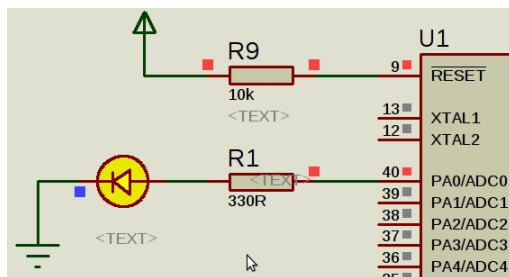 R9
U1
9
RESET
10k
<TEXT>
13
XTAL1
12
XTAL2
R1
40
PA0/ADC0
<TEXT>
39
PA1/ADC1
330R
38
PA2/ADC2
<TEXT>
37
PA3/ADC3
36
PA4/ADC4